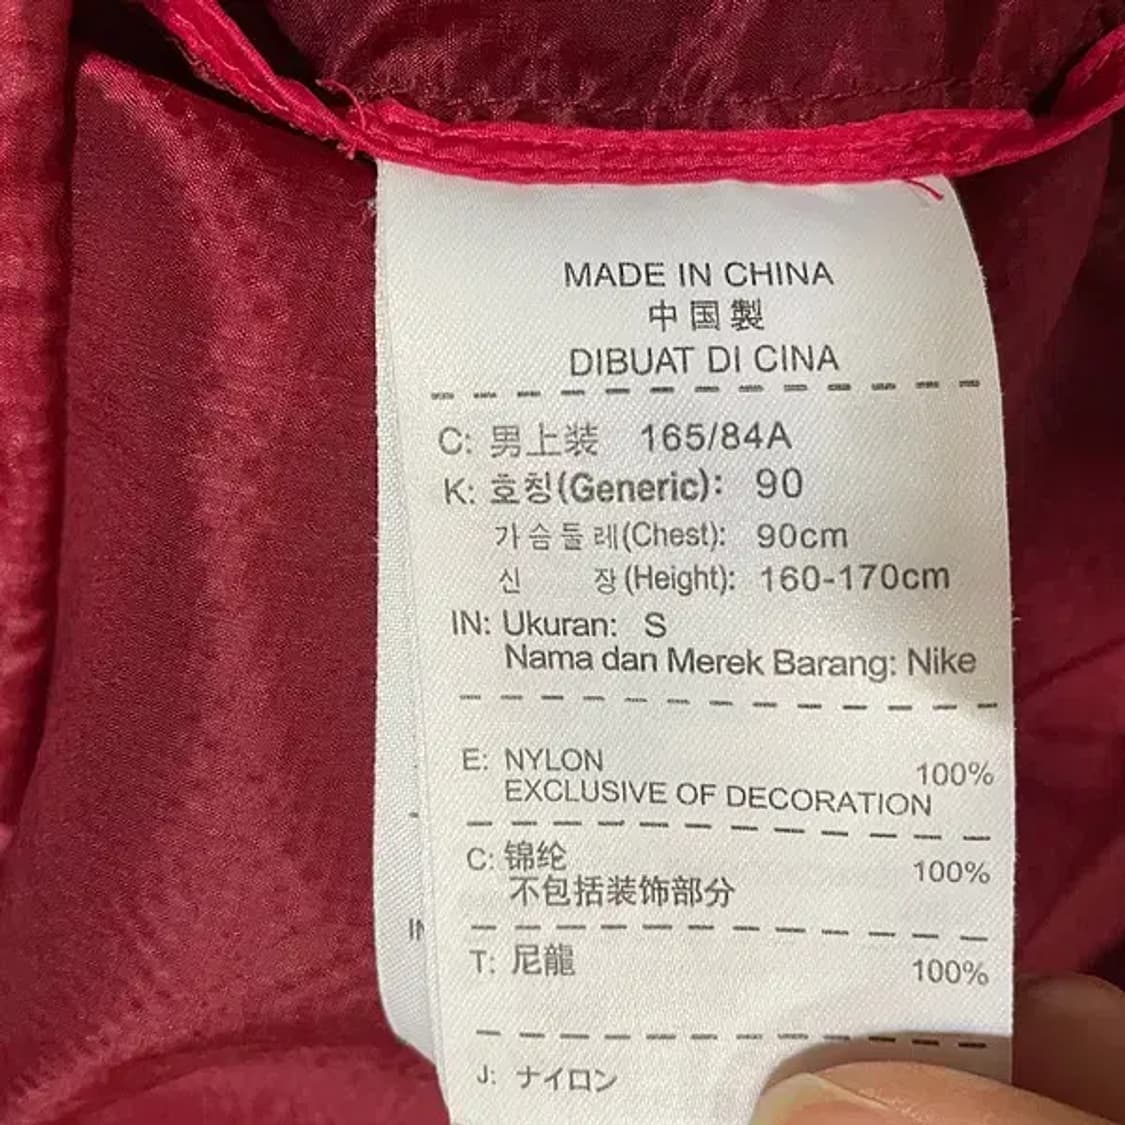 MADE IN CHINA
中国製
DIBUAT DI CINA
C: 男上装 165/84A
K: 호칭(Generic): 90
가슴둘레(Chest): 90cm
신 장(Height): 160-170cm
IN: Ukuran: S
Nama dan Merek Barang: Nike
E: NYLON 100%
EXCLUSIVE OF DECORATION
C: 锦纶 100%
不包括装饰部分
T: 尼龍 100%
J: ナイロン
IN